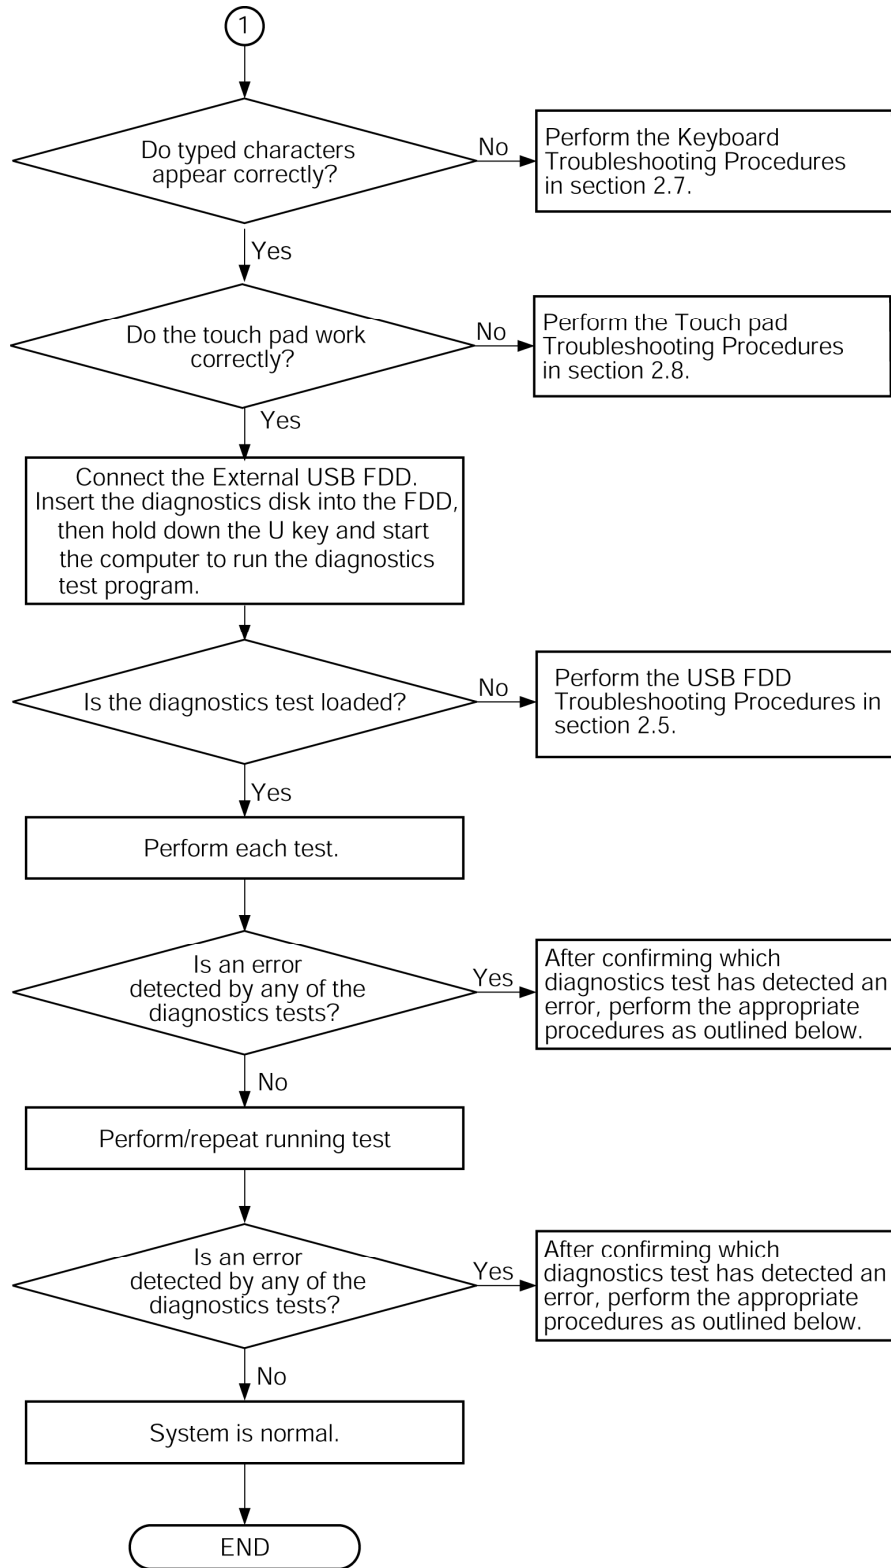 1
Do typed characters
appear correctly?
No
Perform the Keyboard
Troubleshooting Procedures
in section 2.7.
Yes
Do the touch pad work
correctly?
No
Perform the Touch pad
Troubleshooting Procedures
in section 2.8.
Yes
Connect the External USB FDD.
Insert the diagnostics disk into the FDD,
then hold down the U key and start
the computer to run the diagnostics
test program.
Is the diagnostics test loaded?
No
Perform the USB FDD
Troubleshooting Procedures in
section 2.5.
Yes
Perform each test.
Is an error
detected by any of the
diagnostics tests?
Yes
After confirming which
diagnostics test has detected an
error, perform the appropriate
procedures as outlined below.
No
Perform/repeat running test
Is an error
detected by any of the
diagnostics tests?
Yes
After confirming which
diagnostics test has detected an
error, perform the appropriate
procedures as outlined below.
No
System is normal.
END